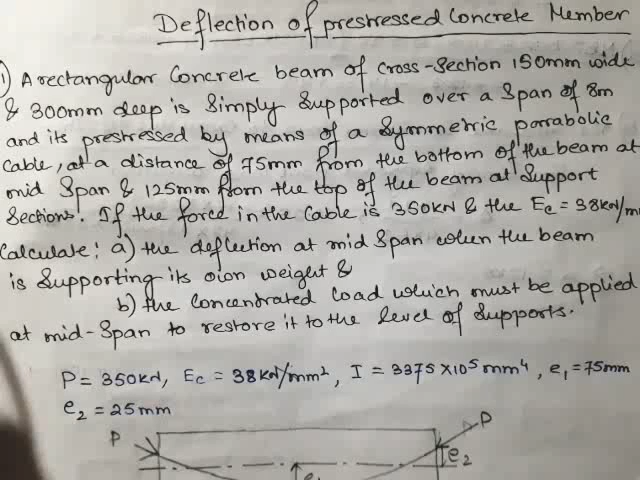 Deflection of prestressed Concrete Member
1) A rectangular Concrete beam of cross-Section 150mm wide
& 300mm deep is Simply Supported over a Span of 8m
and its prestressed by means of a Symmetric parrabolic
Cable, at a distance of 75mm from the bottom of the beam at
mid Span & 125mm from the top of the beam at Support
Sections. If the force in the Cable is 350KN & the Ec = 38KN/m
Calculate: a) the deflection at mid Span when the beam
is Supporting its own weight &
b) the Concentrated load which must be applied
at mid-Span to restore it to the level of Supports.
P = 350KN, Ec = 38KN/mm², I = 3375×10⁵mm⁴, e₁ = 75mm
e₂ = 25mm
P P
e₂